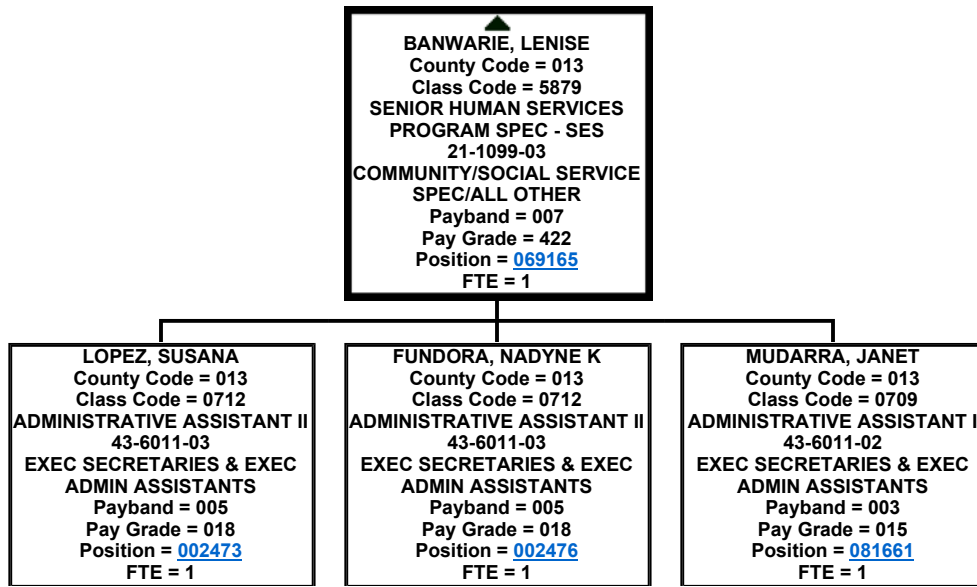 BANWARIE, LENISE
County Code = 013
Class Code = 5879
SENIOR HUMAN SERVICES
PROGRAM SPEC - SES
21-1099-03
COMMUNITY/SOCIAL SERVICE
SPEC/ALL OTHER
Payband = 007
Pay Grade = 422
Position = 069165
FTE = 1
LOPEZ, SUSANA
County Code = 013
Class Code = 0712
ADMINISTRATIVE ASSISTANT II
43-6011-03
EXEC SECRETARIES & EXEC
ADMIN ASSISTANTS
Payband = 005
Pay Grade = 018
Position = 002473
FTE = 1
FUNDORA, NADYNE K
County Code = 013
Class Code = 0712
ADMINISTRATIVE ASSISTANT II
43-6011-03
EXEC SECRETARIES & EXEC
ADMIN ASSISTANTS
Payband = 005
Pay Grade = 018
Position = 002476
FTE = 1
MUDARRA, JANET
County Code = 013
Class Code = 0709
ADMINISTRATIVE ASSISTANT I
43-6011-02
EXEC SECRETARIES & EXEC
ADMIN ASSISTANTS
Payband = 003
Pay Grade = 015
Position = 081661
FTE = 1